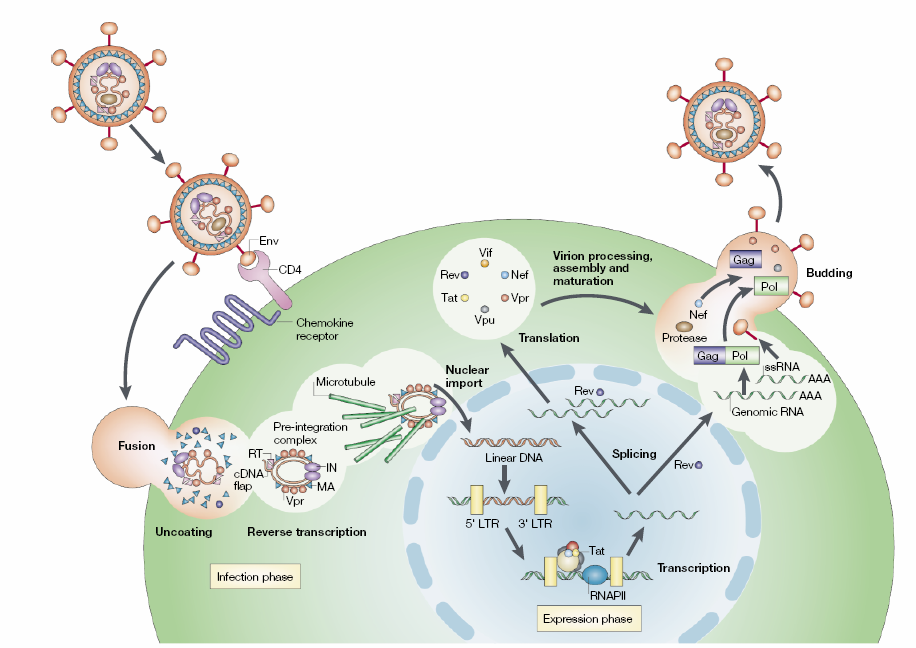 Env
CD4
Chemokine
receptor
Fusion
Uncoating
RT
cDNA
flap
Vpr
IN
MA
Pre-integration
complex
Reverse transcription
Microtubule
Infection phase
Nuclear
import
Linear DNA
5' LTR 3' LTR
Tat
RNAPII
Transcription
Expression phase
Splicing
Rev
Rev
Translation
Vif
Rev Nef
Tat Vpr
Vpu
Virion processing,
assembly and
maturation
Gag
Pol
Budding
Nef
Protease
Gag Pol
ssRNA
AAA
AAA
Genomic RNA